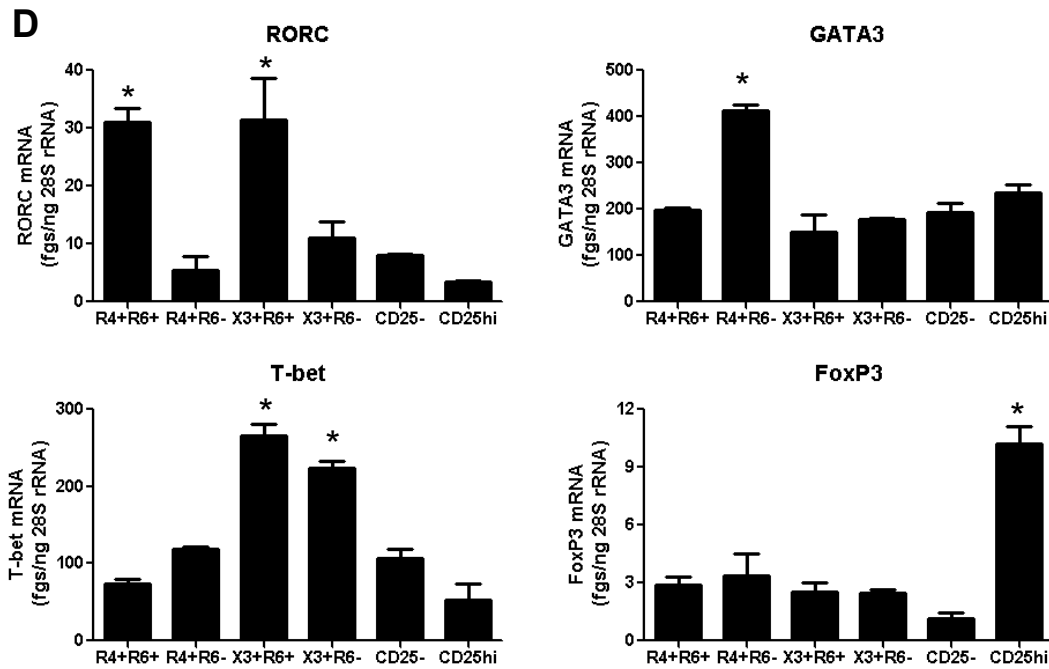 D
RORC
RORC mRNA
(fgs/ng 28S rRNA)
40
30
20
10
0
*
*
R4+R6+ R4+R6- X3+R6+ X3+R6- CD25- CD25hi
GATA3
GATA3 mRNA
(fgs/ng 28S rRNA)
500
400
300
200
100
0
*
R4+R6+ R4+R6- X3+R6+ X3+R6- CD25- CD25hi
T-bet
T-bet mRNA
(fgs/ng 28S rRNA)
300
200
100
0
*
*
R4+R6+ R4+R6- X3+R6+ X3+R6- CD25- CD25hi
FoxP3
FoxP3 mRNA
(fgs/ng 28S rRNA)
12
9
6
3
0
*
R4+R6+ R4+R6- X3+R6+ X3+R6- CD25- CD25hi